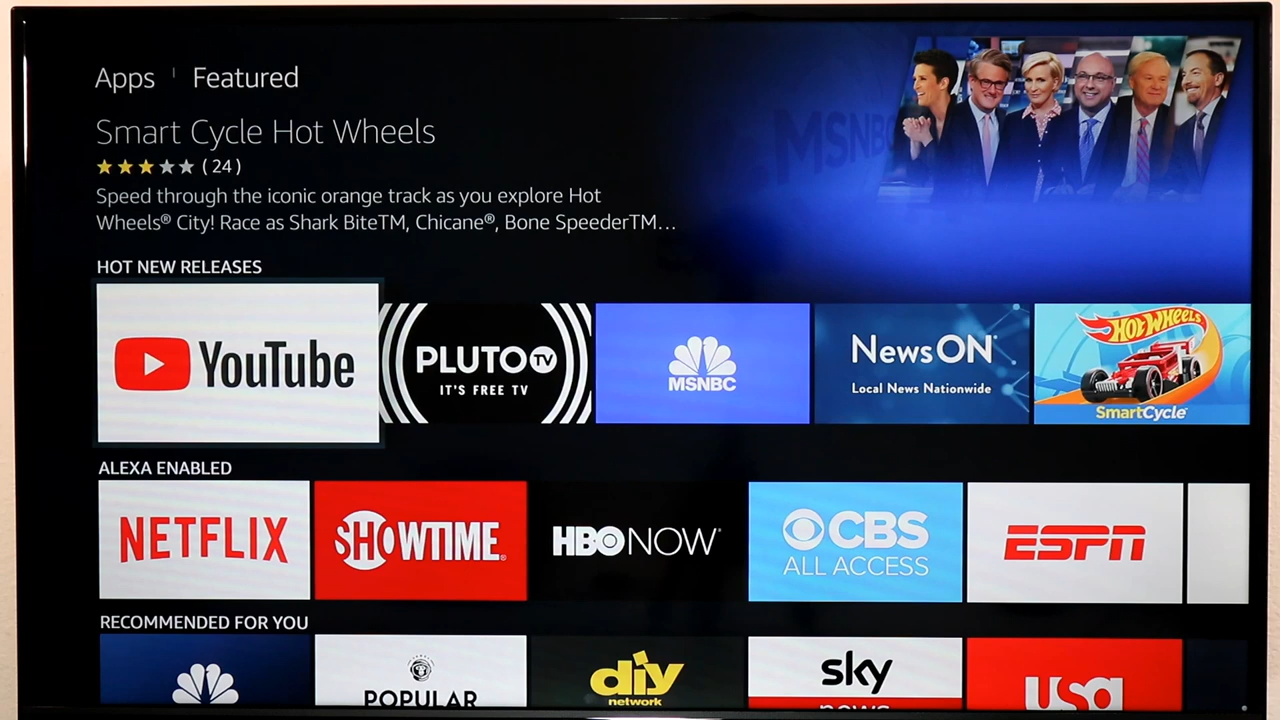 Apps | Featured
Smart Cycle Hot Wheels
(24)
Speed through the iconic orange track as you explore Hot
Wheels® City! Race as Shark BiteTM, Chicane®, Bone SpeederTM...
MSNBC
HOT NEW RELEASES
YouTube
PLUTO TV
IT'S FREE TV
MSNBC
NewsON
Local News Nationwide
HOT WHEELS
SmartCycle
ALEXA ENABLED
NETFLIX
SHOWTIME
HBO NOW
CBS
ALL ACCESS
ESPN
RECOMMENDED FOR YOU
POPULAR
diy
network
sky
news
usa